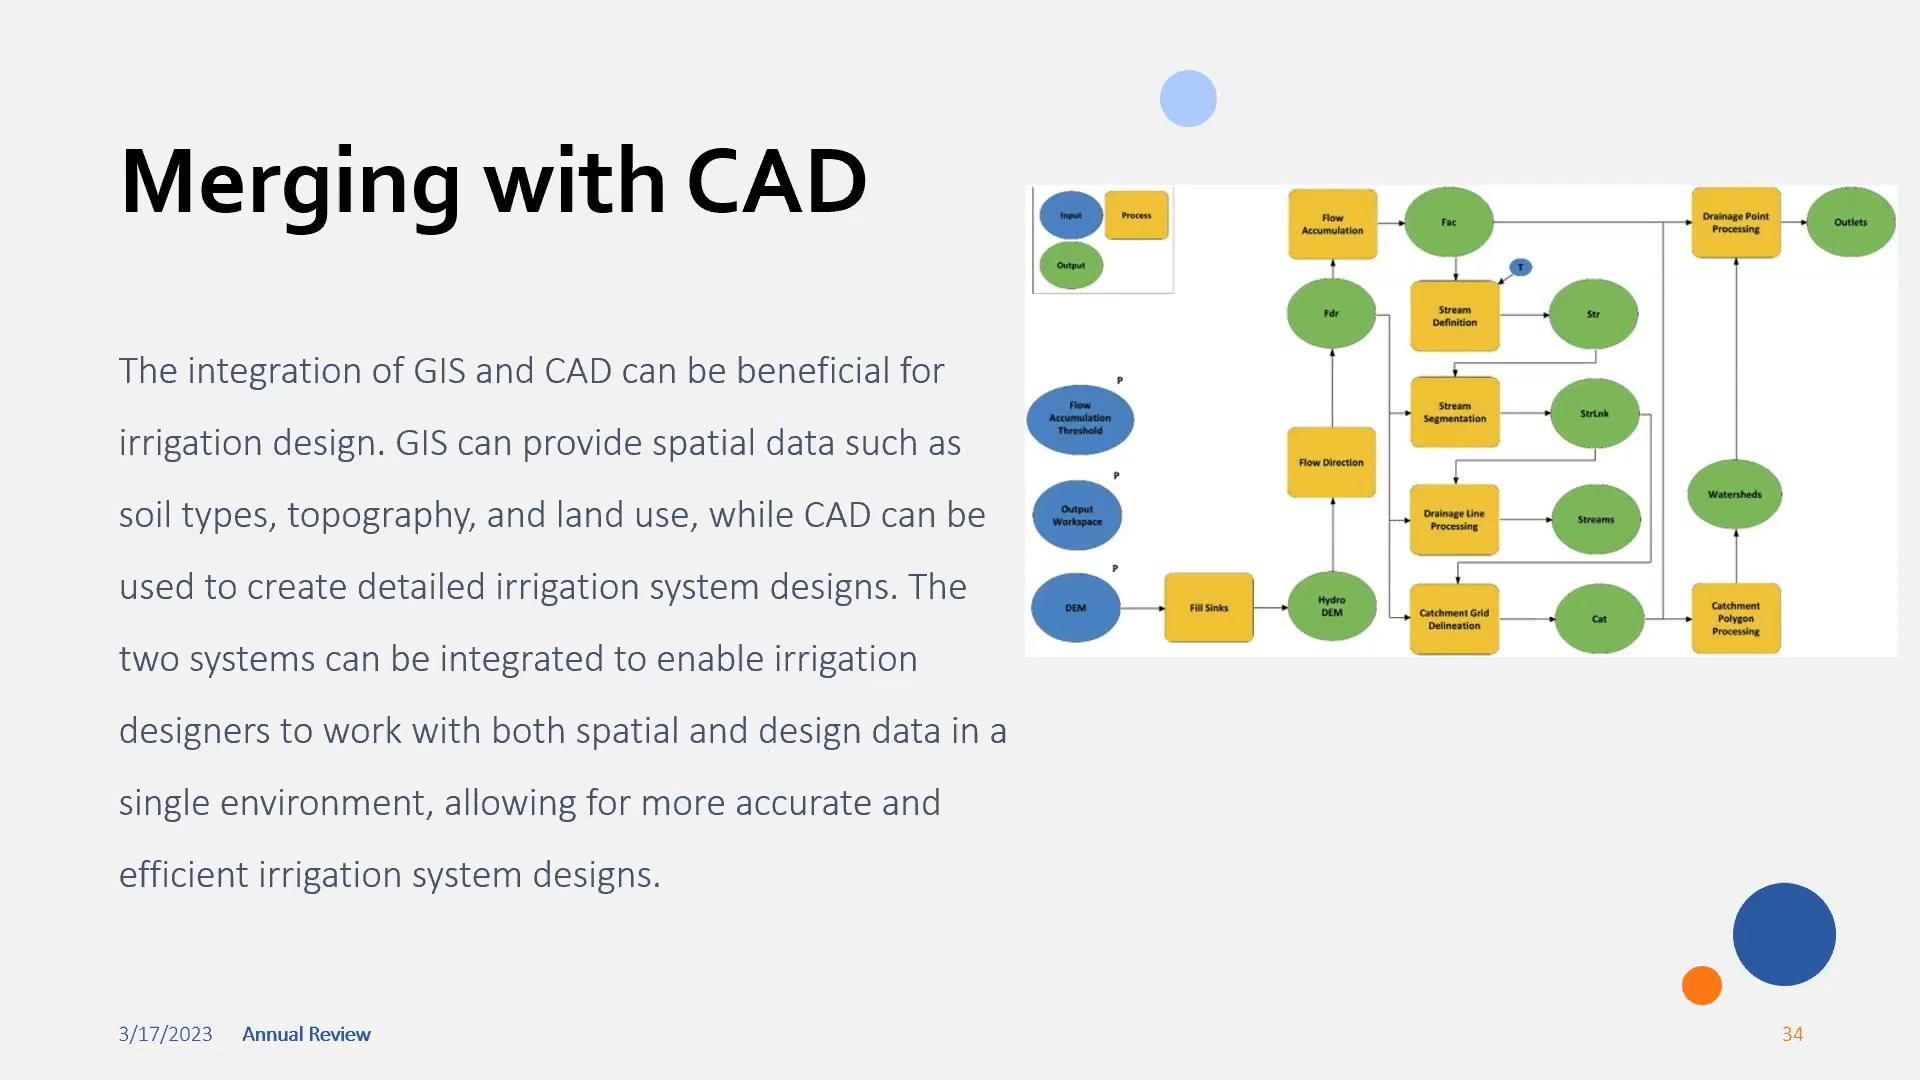 Merging with CAD
The integration of GIS and CAD can be beneficial for
irrigation design. GIS can provide spatial data such as
soil types, topography, and land use, while CAD can be
used to create detailed irrigation system designs. The
two systems can be integrated to enable irrigation
designers to work with both spatial and design data in a
single environment, allowing for more accurate and
efficient irrigation system designs.
Input
Process
Output
Flow
Accumulation
Fac
Drainage Point
Processing
Outlets
T
Fdr
Stream
Definition
Str
P
Flow
Accumulation
Threshold
Stream
Segmentation
StrLnk
Flow Direction
P
Output
Workspace
Drainage Line
Processing
Streams
Watersheds
P
DEM
Fill Sinks
Hydro
DEM
Catchment Grid
Delineation
Cat
Catchment
Polygon
Processing
3/17/2023
Annual Review
34